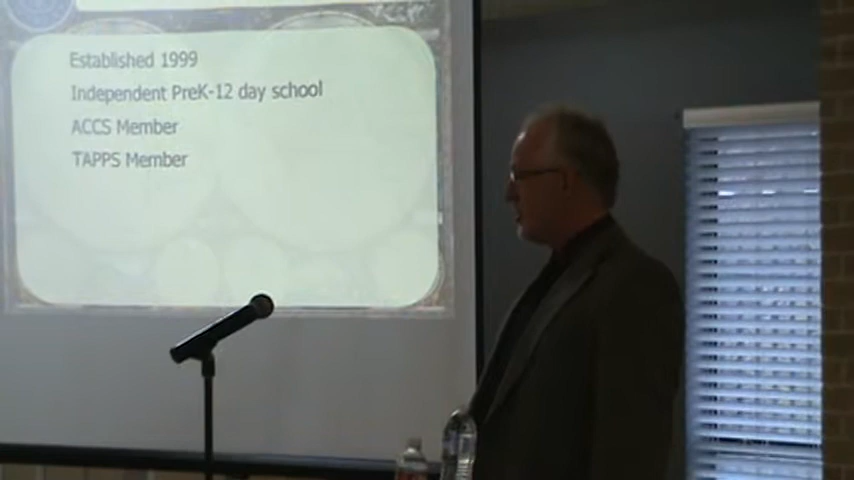 Established 1999
Independent PreK-12 day school
ACCS Member
TAPPS Member